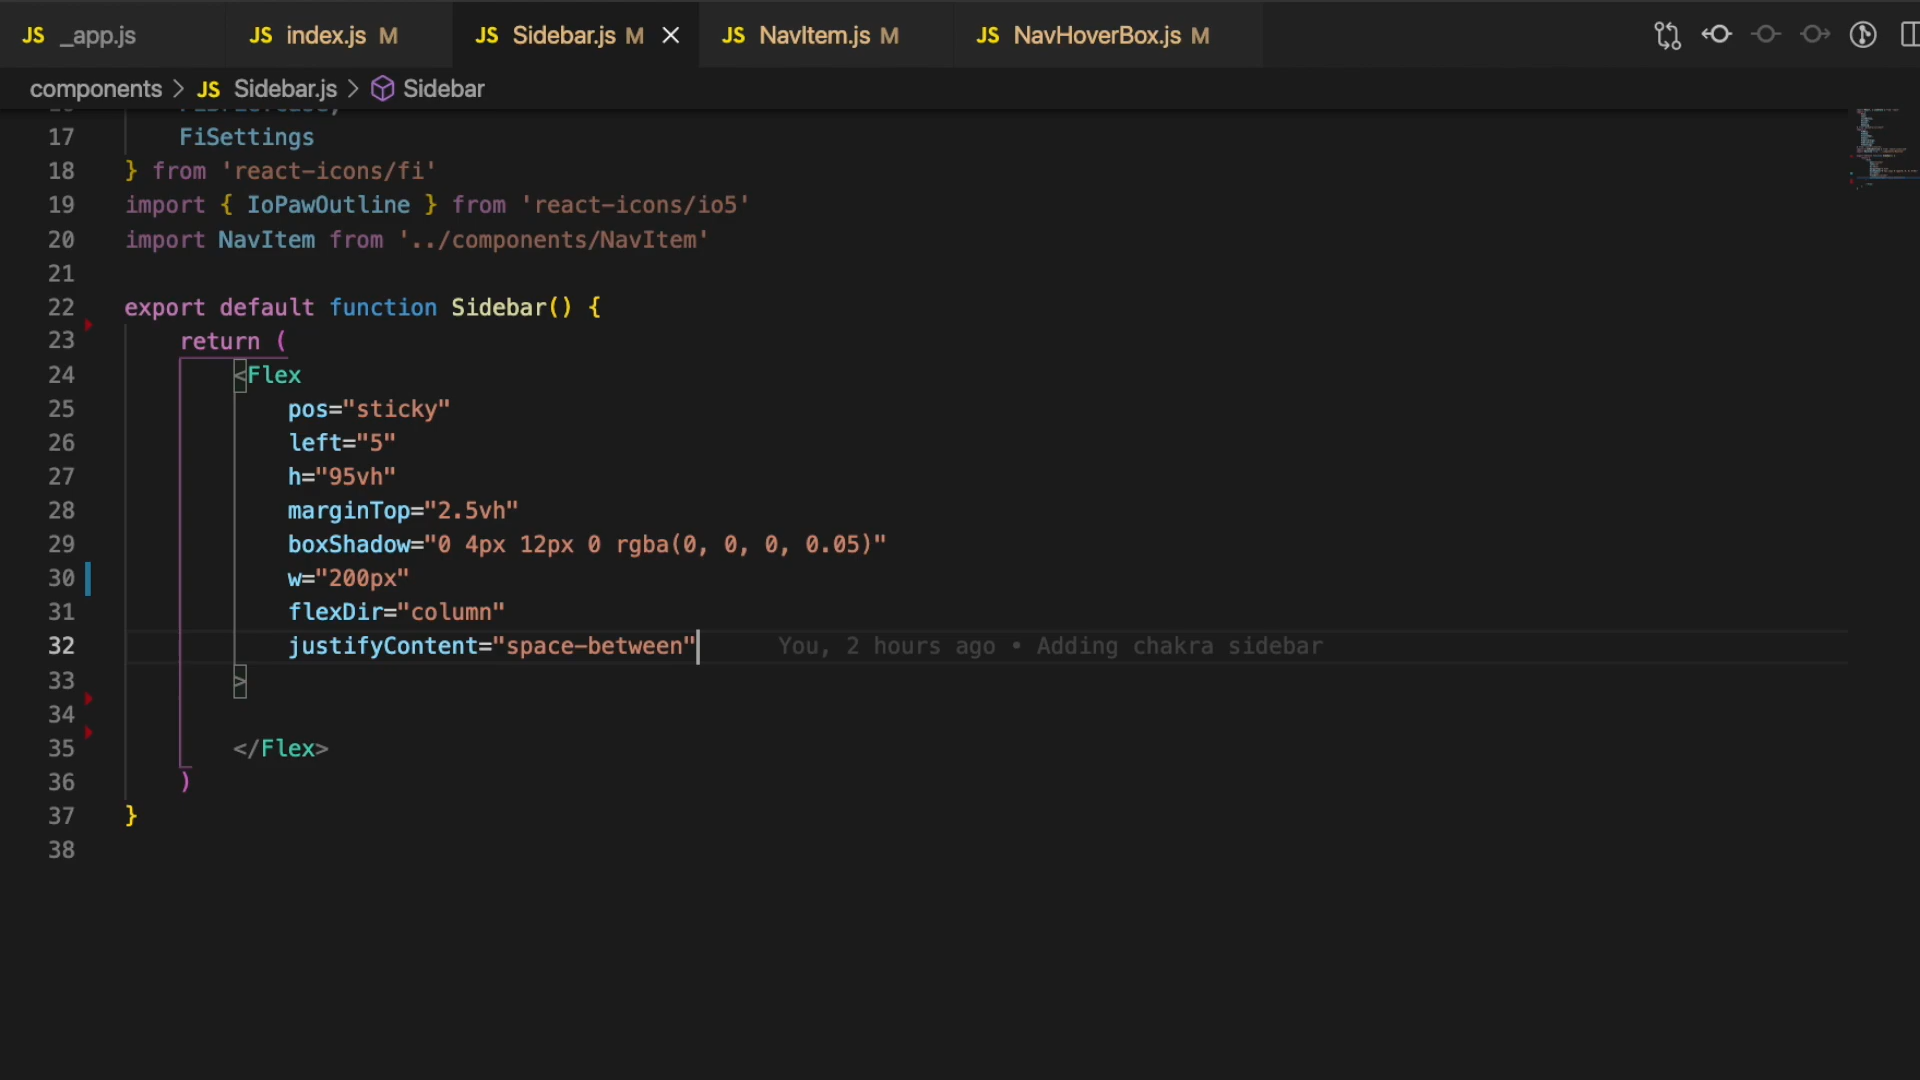 JS _app.js JS index.js M JS Sidebar.js M JS NavItem.js M JS NavHoverBox.js M
components > JS Sidebar.js > Sidebar
17 FiSettings
18 } from 'react-icons/fi'
19 import { IoPawOutline } from 'react-icons/io5'
20 import NavItem from '../components/NavItem'
21
22 export default function Sidebar() {
23 return (
24 <Flex
25 pos="sticky"
26 left="5"
27 h="95vh"
28 marginTop="2.5vh"
29 boxShadow="0 4px 12px 0 rgba(0, 0, 0, 0.05)"
30 w="200px"
31 flexDir="column"
32 justifyContent="space-between" You, 2 hours ago • Adding chakra sidebar
33 >
34
35 </Flex>
36 )
37 }
38